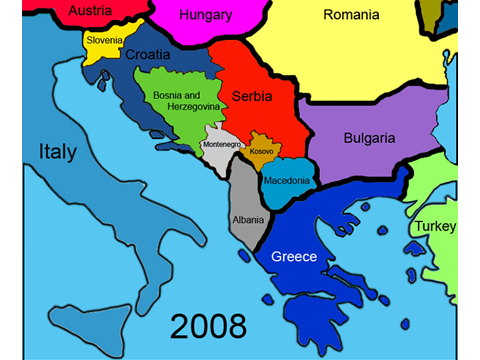 Austria
Hungary
Romania
Slovenia
Croatia
Bosnia and
Herzegovina
Serbia
Bulgaria
Italy
Montenegro
Kosovo
Macedonia
Albania
Turkey
Greece
2008